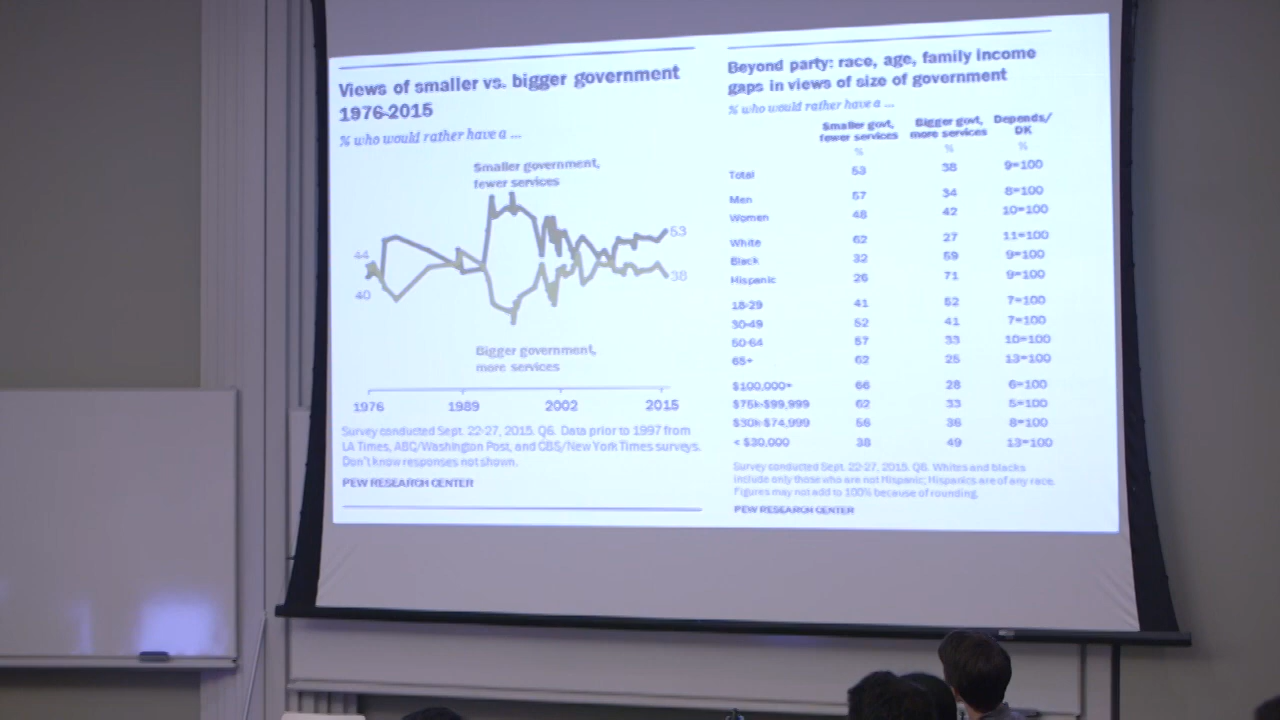 Views of smaller vs. bigger government
1976-2015
% who would rather have a ...
Smaller government,
fewer services
44
40
53
38
Bigger government,
more services
1976 1989 2002 2015
Survey conducted Sept. 22-27, 2015. Q6. Data prior to 1997 from
LA Times, ABC/Washington Post, and CBS/New York Times surveys.
Don't know responses not shown.
PEW RESEARCH CENTER
Beyond party: race, age, family income
gaps in views of size of government
% who would rather have a ...
Smaller govt, Bigger govt, Depends/
fewer services more services DK
% % %
Total 53 38 9=100
Men 57 34 8=100
Women 48 42 10=100
White 62 27 11=100
Black 32 59 9=100
Hispanic 26 71 9=100
18-29 41 52 7=100
30-49 52 41 7=100
50-64 57 33 10=100
65+ 62 25 13=100
$100,000+ 66 28 6=100
$75k-$99,999 62 33 5=100
$30k-$74,999 56 36 8=100
< $30,000 38 49 13=100
Survey conducted Sept. 22-27, 2015. Q6. Whites and blacks
include only those who are not Hispanic; Hispanics are of any race.
Figures may not add to 100% because of rounding.
PEW RESEARCH CENTER